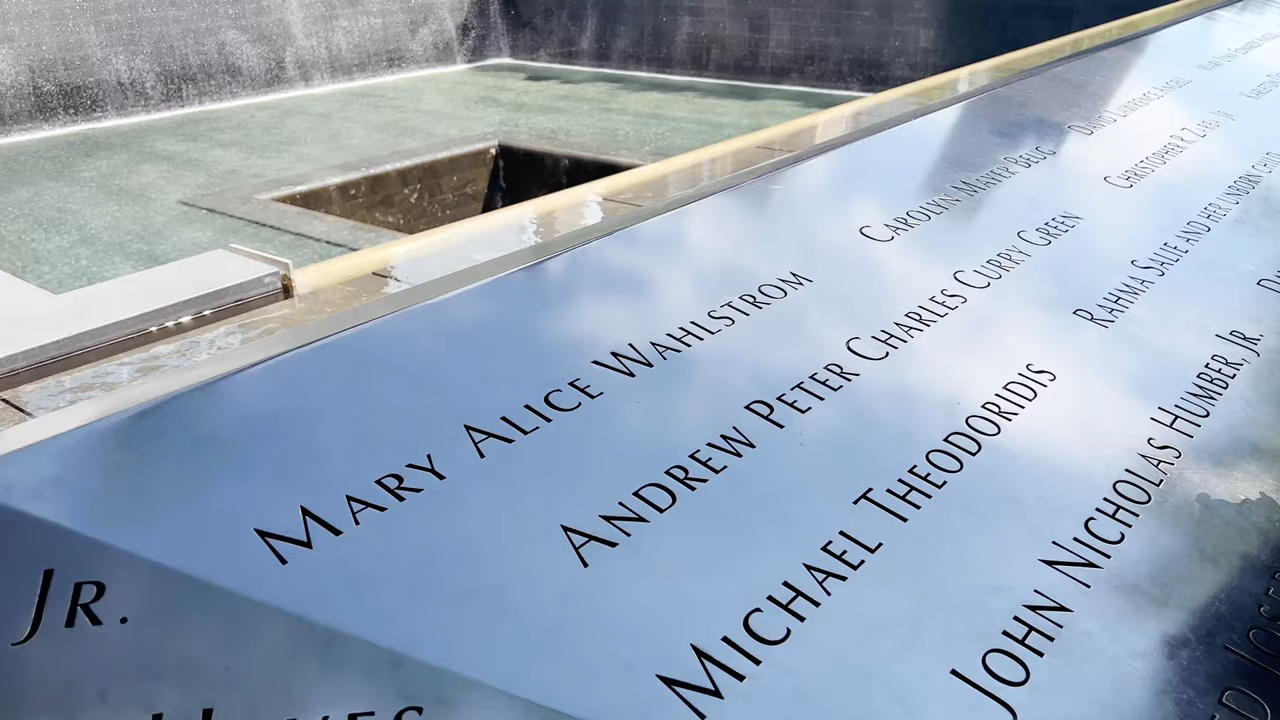 Mary Alice Wahlstrom
Carolyn Mayer Beug
David Lawrence Angell
Andrew Peter Charles Curry Green
Christopher R. Zarba, Jr.
Michael Theodoridis
Rahma Salie and her unborn child
John Nicholas Humber, Jr.
Jr.